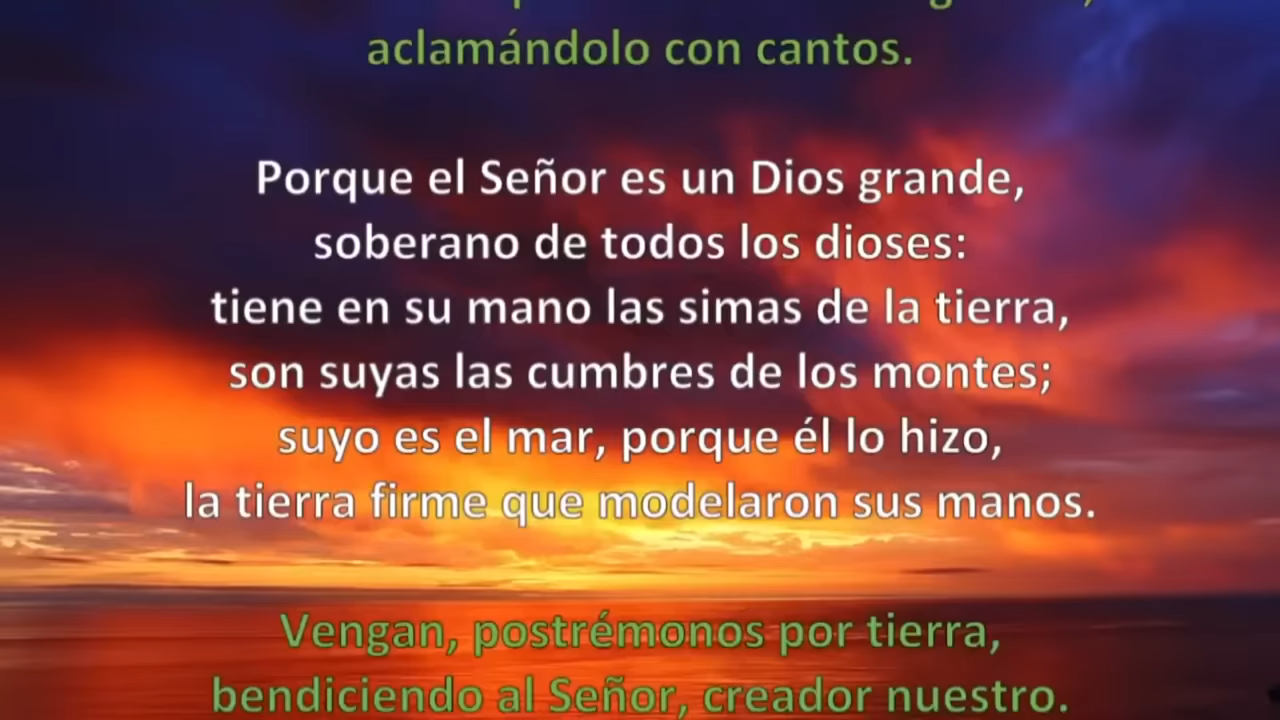 aclamándolo con cantos.
Porque el Señor es un Dios grande,
soberano de todos los dioses:
tiene en su mano las simas de la tierra,
son suyas las cumbres de los montes;
suyo es el mar, porque él lo hizo,
la tierra firme que modelaron sus manos.
Vengan, postrémonos por tierra,
bendiciendo al Señor, creador nuestro.